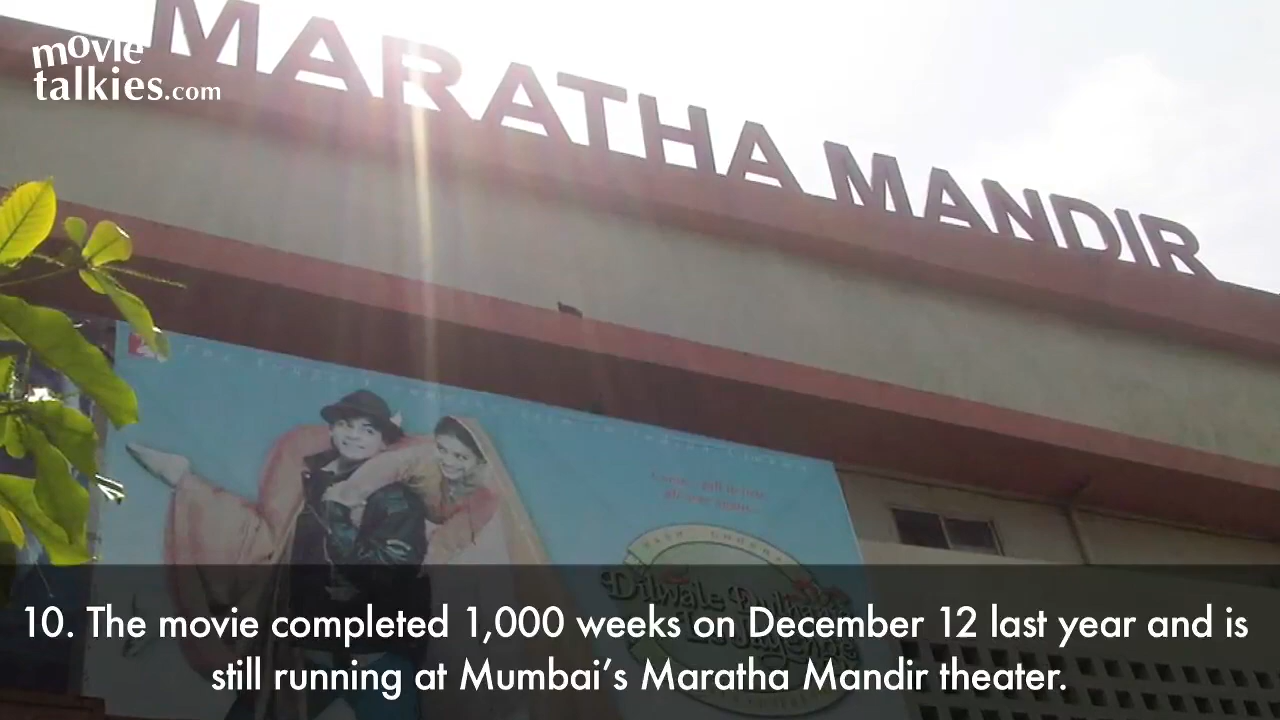 MARATHA MANDIR
movie
talkies.com
Dilwale Dulhania
Le Jayenge
10. The movie completed 1,000 weeks on December 12 last year and is
still running at Mumbai’s Maratha Mandir theater.